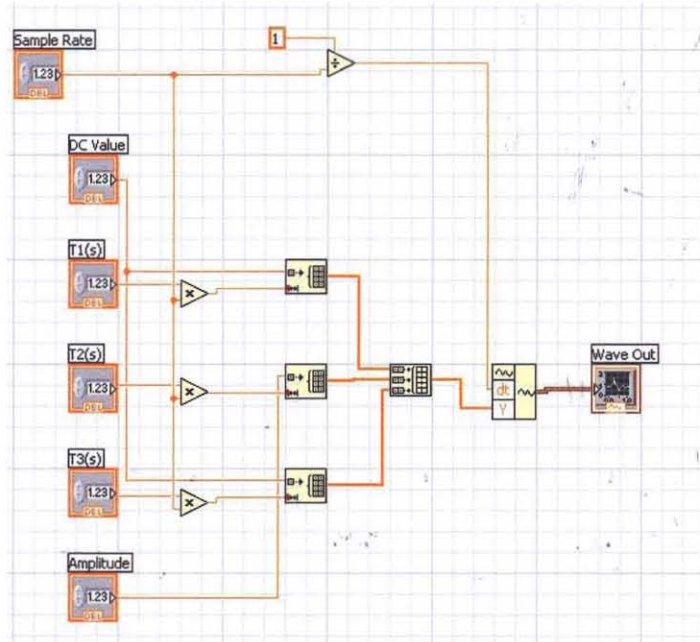 Sample Rate
1
1.23
DBL
DC Value
1.23
DBL
T1(s)
1.23
DBL
T2(s)
1.23
DBL
Wave Out
dt
Y
T3(s)
1.23
DBL
Amplitude
1.23
DBL